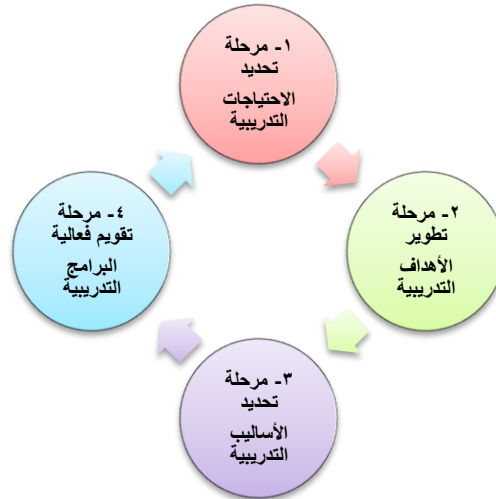 ١- مرحلة
تحديد
الاحتياجات
التدريبية
٢- مرحلة
تطوير
الأهداف
التدريبية
٣- مرحلة
تحديد
الأساليب
التدريبية
٤- مرحلة
تقويم فعالية
البرامج
التدريبية